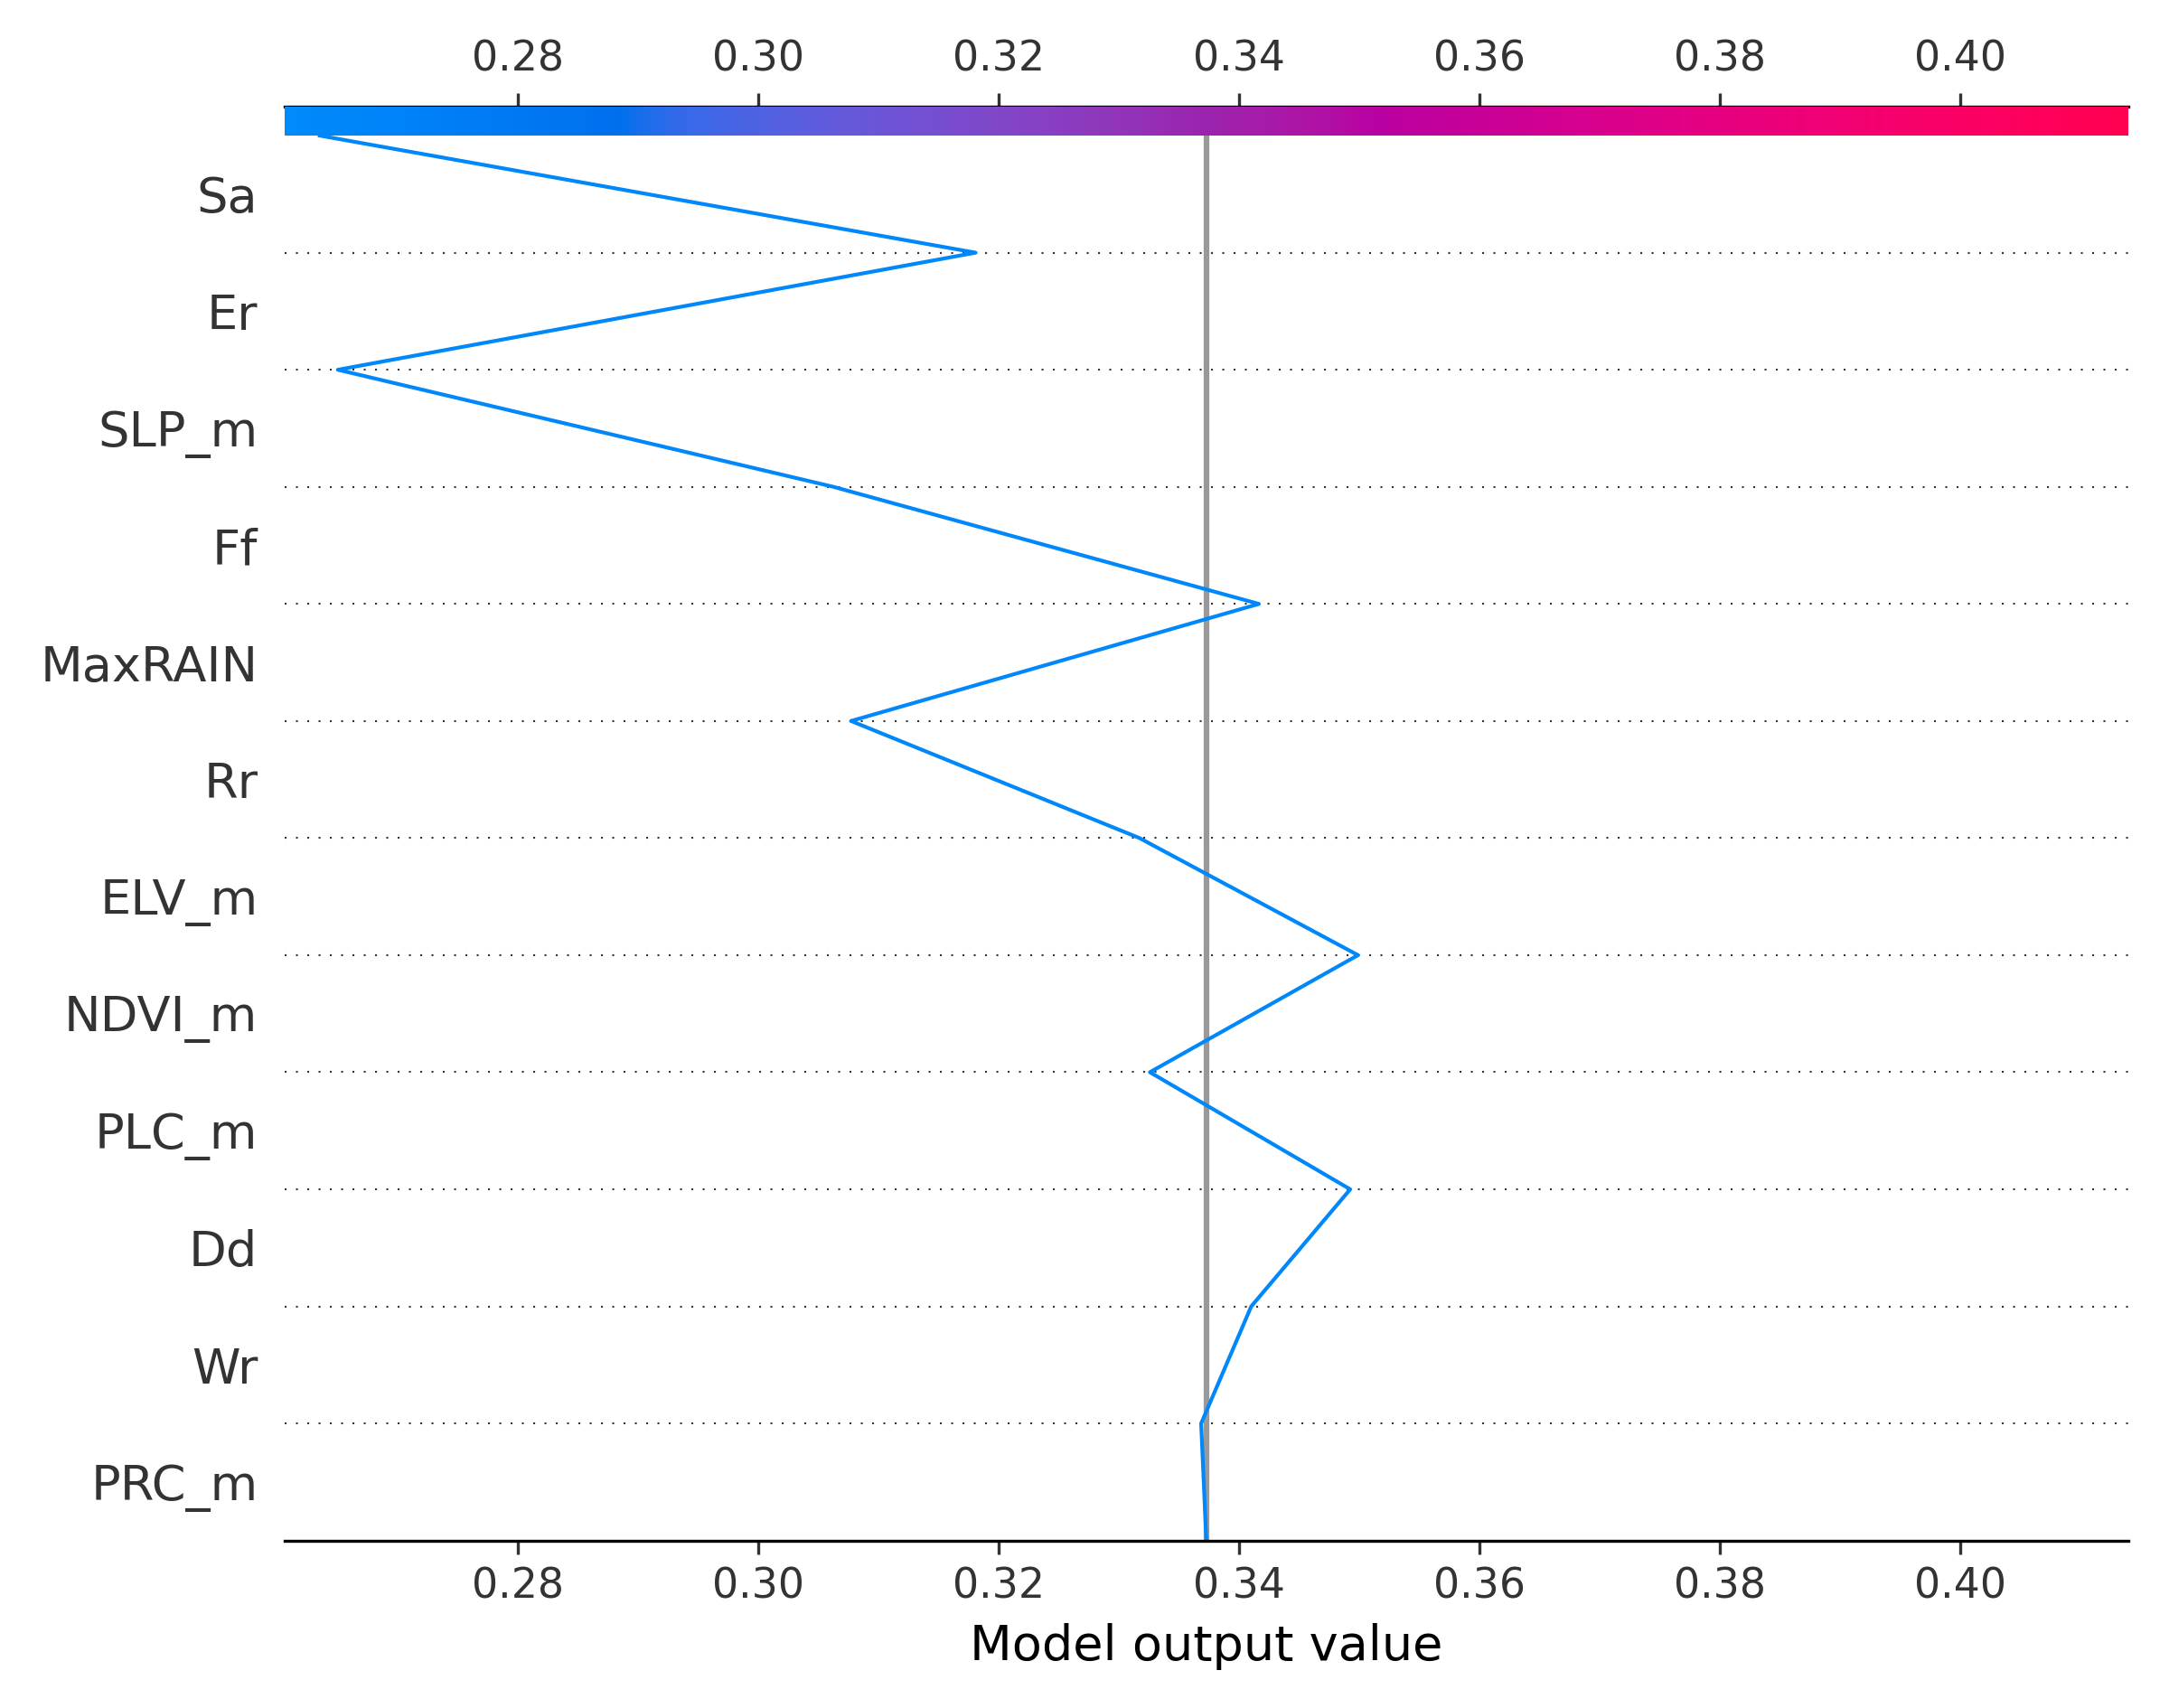 0.28 0.30 0.32 0.34 0.36 0.38 0.40
Sa
Er
SLP_m
Ff
MaxRAIN
Rr
ELV_m
NDVI_m
PLC_m
Dd
Wr
PRC_m
0.28 0.30 0.32 0.34 0.36 0.38 0.40
Model output value